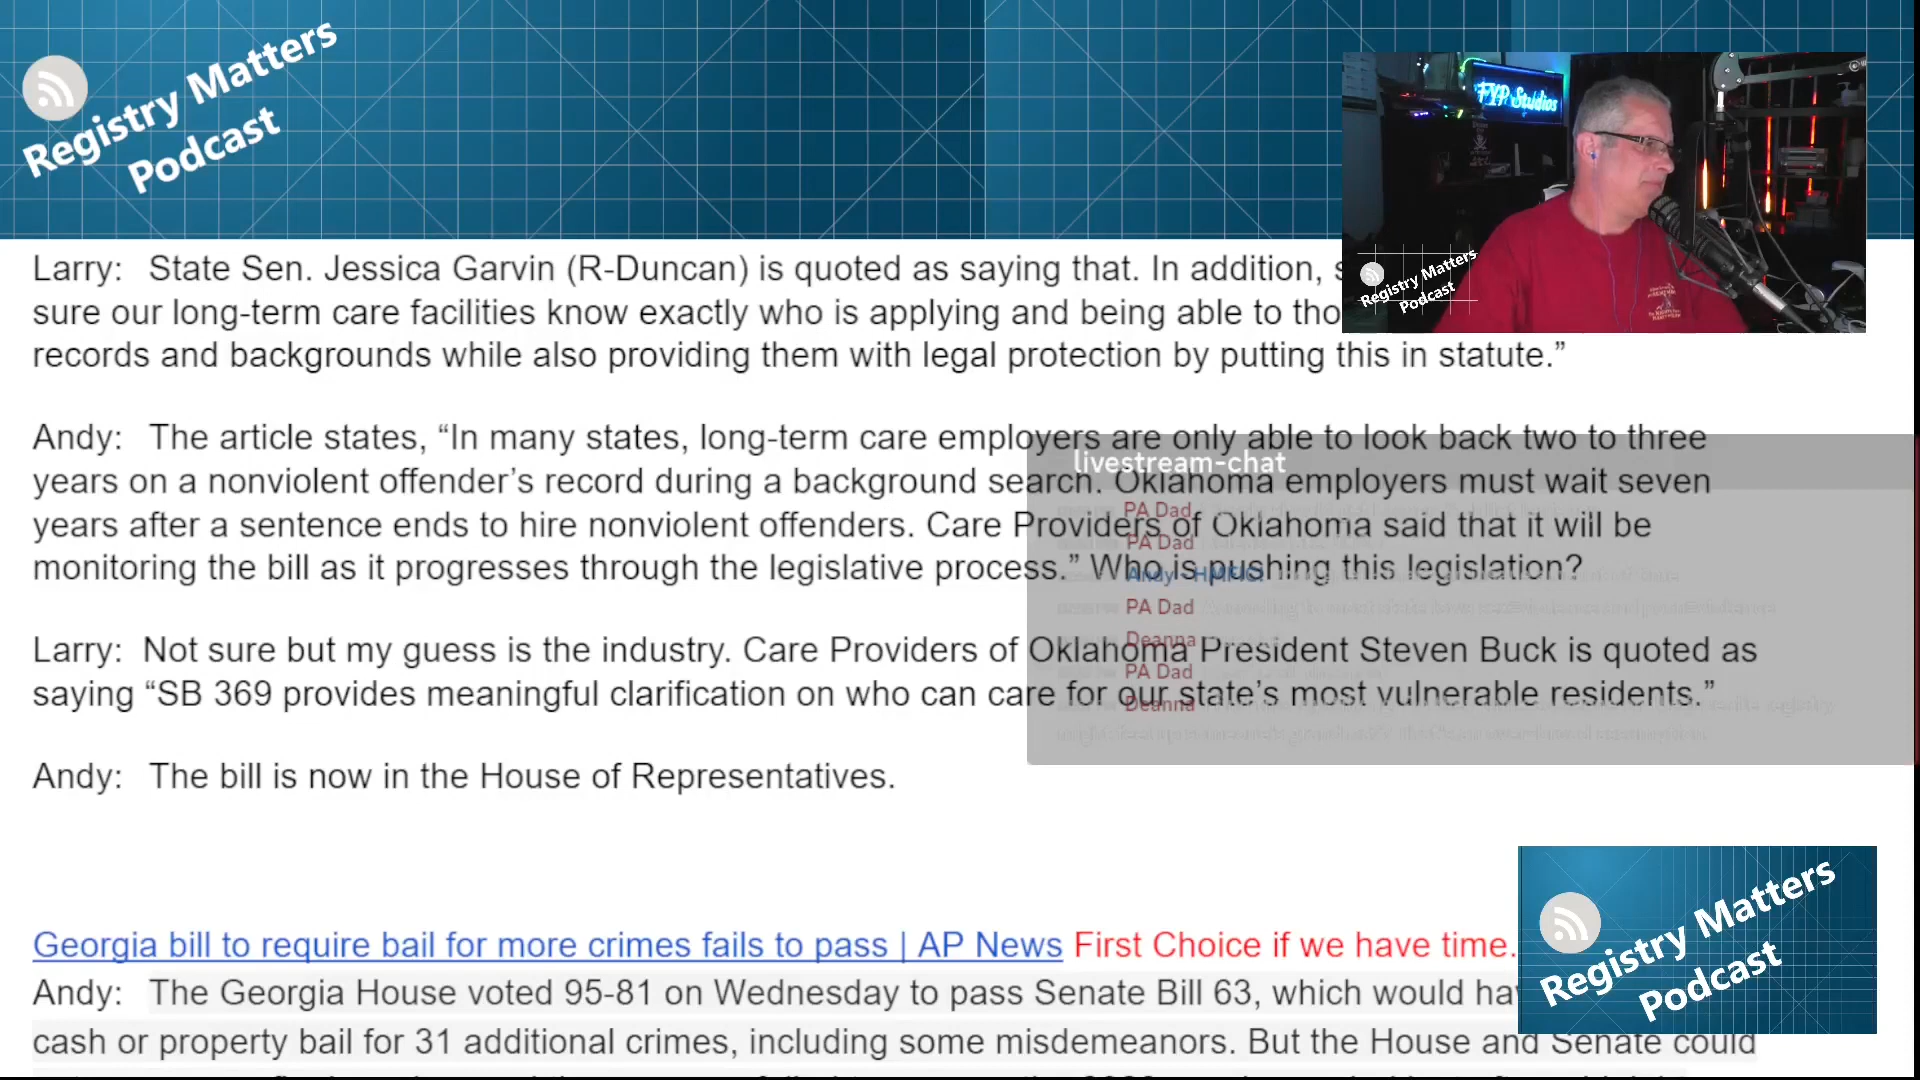 Registry Matters
Podcast
FYP Studios
Registry Matters
Podcast
Larry: State Sen. Jessica Garvin (R-Duncan) is quoted as saying that. In addition, s
sure our long-term care facilities know exactly who is applying and being able to tho
records and backgrounds while also providing them with legal protection by putting this in statute.”
Andy: The article states, “In many states, long-term care employers are only able to look back two to three
years on a nonviolent offender’s record during a background search. Oklahoma employers must wait seven
years after a sentence ends to hire nonviolent offenders. Care Providers of Oklahoma said that it will be
monitoring the bill as it progresses through the legislative process.” Who is pushing this legislation?
Larry: Not sure but my guess is the industry. Care Providers of Oklahoma President Steven Buck is quoted as
saying “SB 369 provides meaningful clarification on who can care for our state’s most vulnerable residents.”
Andy: The bill is now in the House of Representatives.
livestream-chat
PA Dad
PA Dad
Andy - HMFIC!
PA Dad
Deanna
PA Dad
Deanna
Georgia bill to require bail for more crimes fails to pass | AP News First Choice if we have time.
Andy: The Georgia House voted 95-81 on Wednesday to pass Senate Bill 63, which would hav
cash or property bail for 31 additional crimes, including some misdemeanors. But the House and Senate could
Registry Matters
Podcast